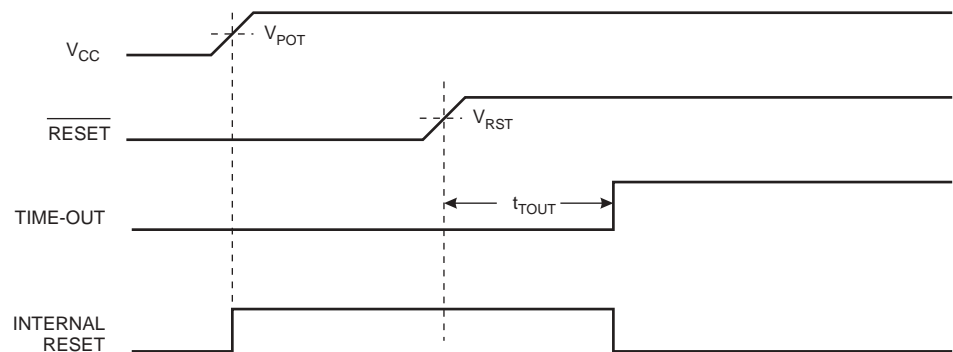 V_POT
V_CC
V_RST
RESET
t_TOUT
TIME-OUT
INTERNAL
RESET